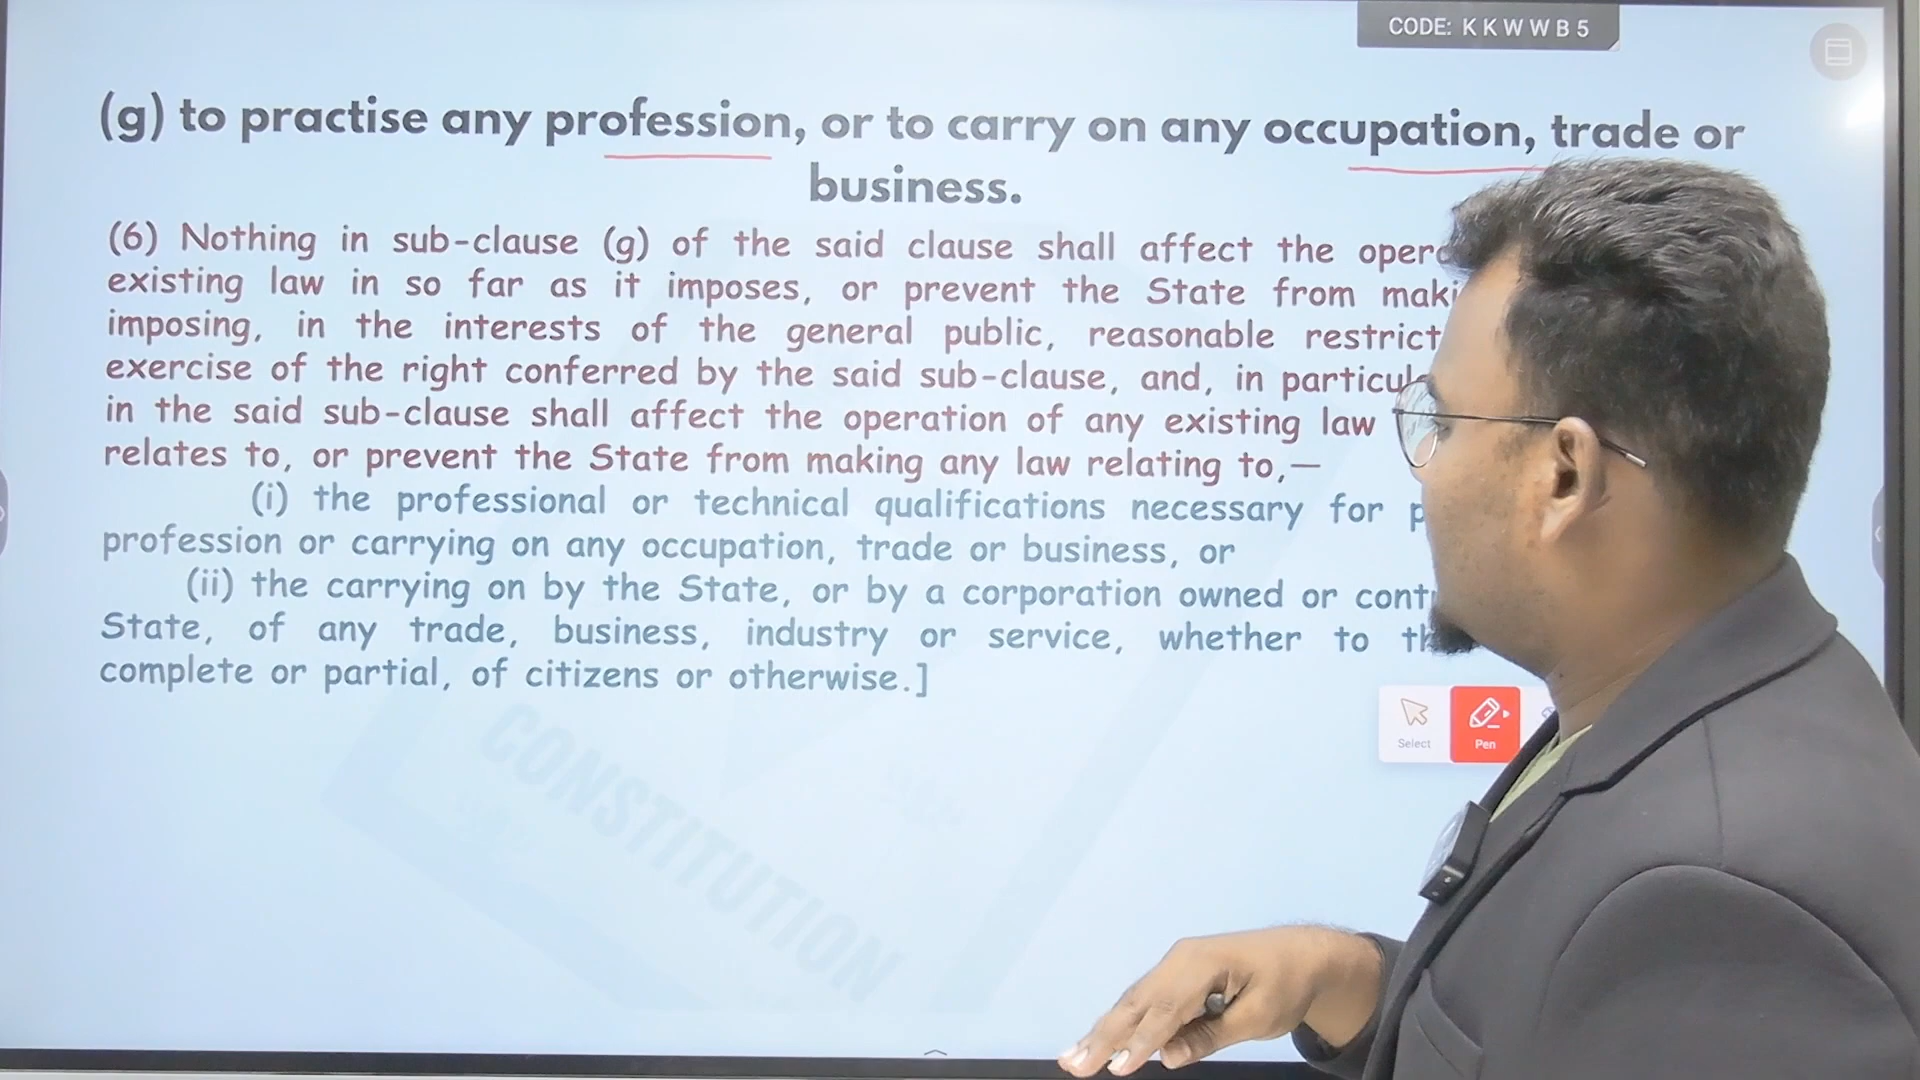 CODE: K K W W B 5
(g) to practise any profession, or to carry on any occupation, trade or
business.
(6) Nothing in sub-clause (g) of the said clause shall affect the
existing law in so far as it imposes, or prevent the State from
imposing, in the interests of the general public, reasonable
exercise of the right conferred by the said sub-clause, and, in
in the said sub-clause shall affect the operation of any existing law
relates to, or prevent the State from making any law relating to,—
(i) the professional or technical qualifications necessary for
profession or carrying on any occupation, trade or business, or
(ii) the carrying on by the State, or by a corporation owned or
State, of any trade, business, industry or service, whether to
complete or partial, of citizens or otherwise.]
Select
Pen
CONSTITUTION